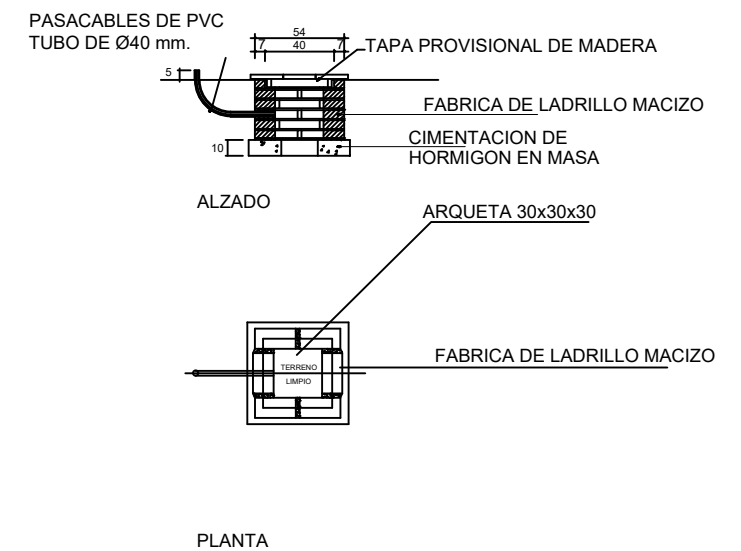 PASACABLES DE PVC
TUBO DE Ø40 mm.
54
7 40 7
5
TAPA PROVISIONAL DE MADERA
FABRICA DE LADRILLO MACIZO
CIMENTACION DE
HORMIGON EN MASA
10
ALZADO
ARQUETA 30x30x30
FABRICA DE LADRILLO MACIZO
TERRENO
LIMPIO
PLANTA